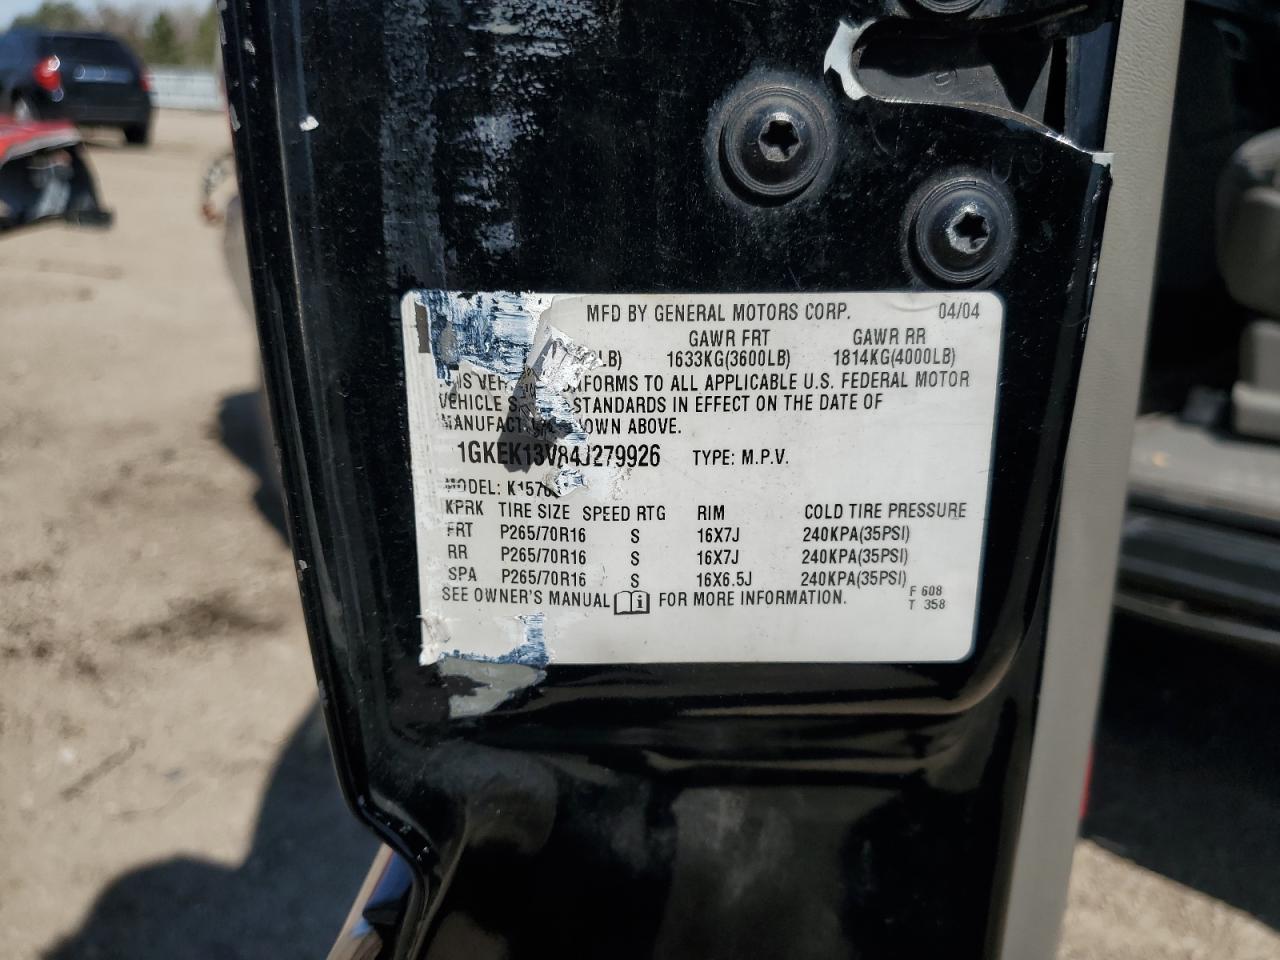 MFD BY GENERAL MOTORS CORP. 04/04
GAWR FRT GAWR RR
LB) 1633KG(3600LB) 1814KG(4000LB)
CONFORMS TO ALL APPLICABLE U.S. FEDERAL MOTOR
VEHICLE STANDARDS IN EFFECT ON THE DATE OF
ABOVE.
1GKEK13V84J279926 TYPE: M.P.V.
MODEL:
KPRK TIRE SIZE SPEED RTG RIM COLD TIRE PRESSURE
FRT P265/70R16 S 16X7J 240KPA(35PSI)
RR P265/70R16 S 16X7J 240KPA(35PSI)
SPA P265/70R16 S 16X6.5J 240KPA(35PSI)
SEE OWNER'S MANUAL FOR MORE INFORMATION.
F 608
T 358